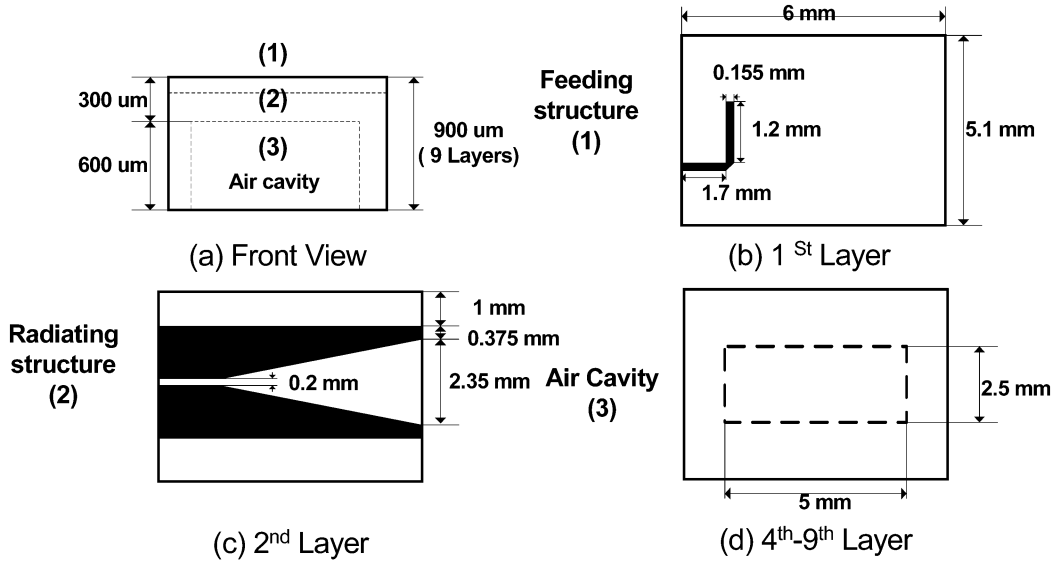 (1)
300 um
(2)
600 um
(3)
Air cavity
900 um
( 9 Layers)
(a) Front View
6 mm
Feeding
structure
(1)
0.155 mm
1.2 mm
1.7 mm
5.1 mm
(b) 1 St Layer
Radiating
structure
(2)
1 mm
0.375 mm
0.2 mm
2.35 mm
(c) 2nd Layer
Air Cavity
(3)
2.5 mm
5 mm
(d) 4th-9th Layer